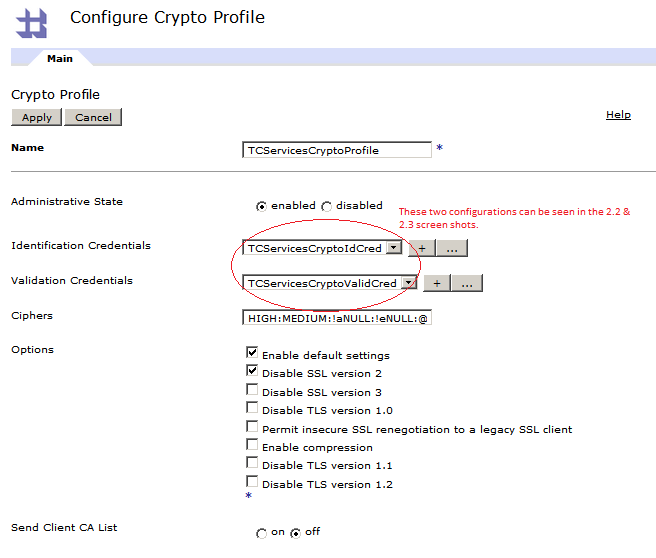 Configure Crypto Profile
Main
Crypto Profile
Apply Cancel Help
Name TCServicesCryptoProfile *
Administrative State enabled disabled
These two configurations can be seen in the 2.2 &
2.3 screen shots.
Identification Credentials TCServicesCryptoIdCred + ...
Validation Credentials TCServicesCryptoValidCred + ...
Ciphers HIGH:MEDIUM:!aNULL:!eNULL:@
Options
Enable default settings
Disable SSL version 2
Disable SSL version 3
Disable TLS version 1.0
Permit insecure SSL renegotiation to a legacy SSL client
Enable compression
Disable TLS version 1.1
Disable TLS version 1.2
*
Send Client CA List on off